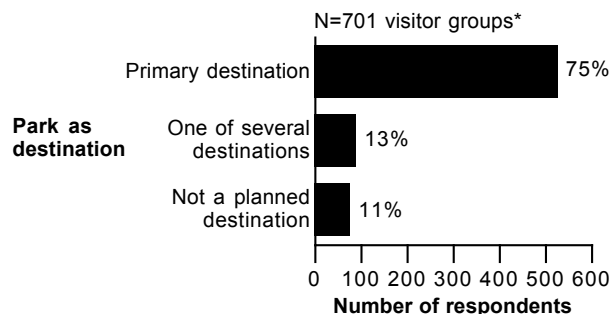 N=701 visitor groups*
Primary destination
75%
Park as
destination
One of several
destinations
13%
Not a planned
destination
11%
0 100 200 300 400 500 600
Number of respondents